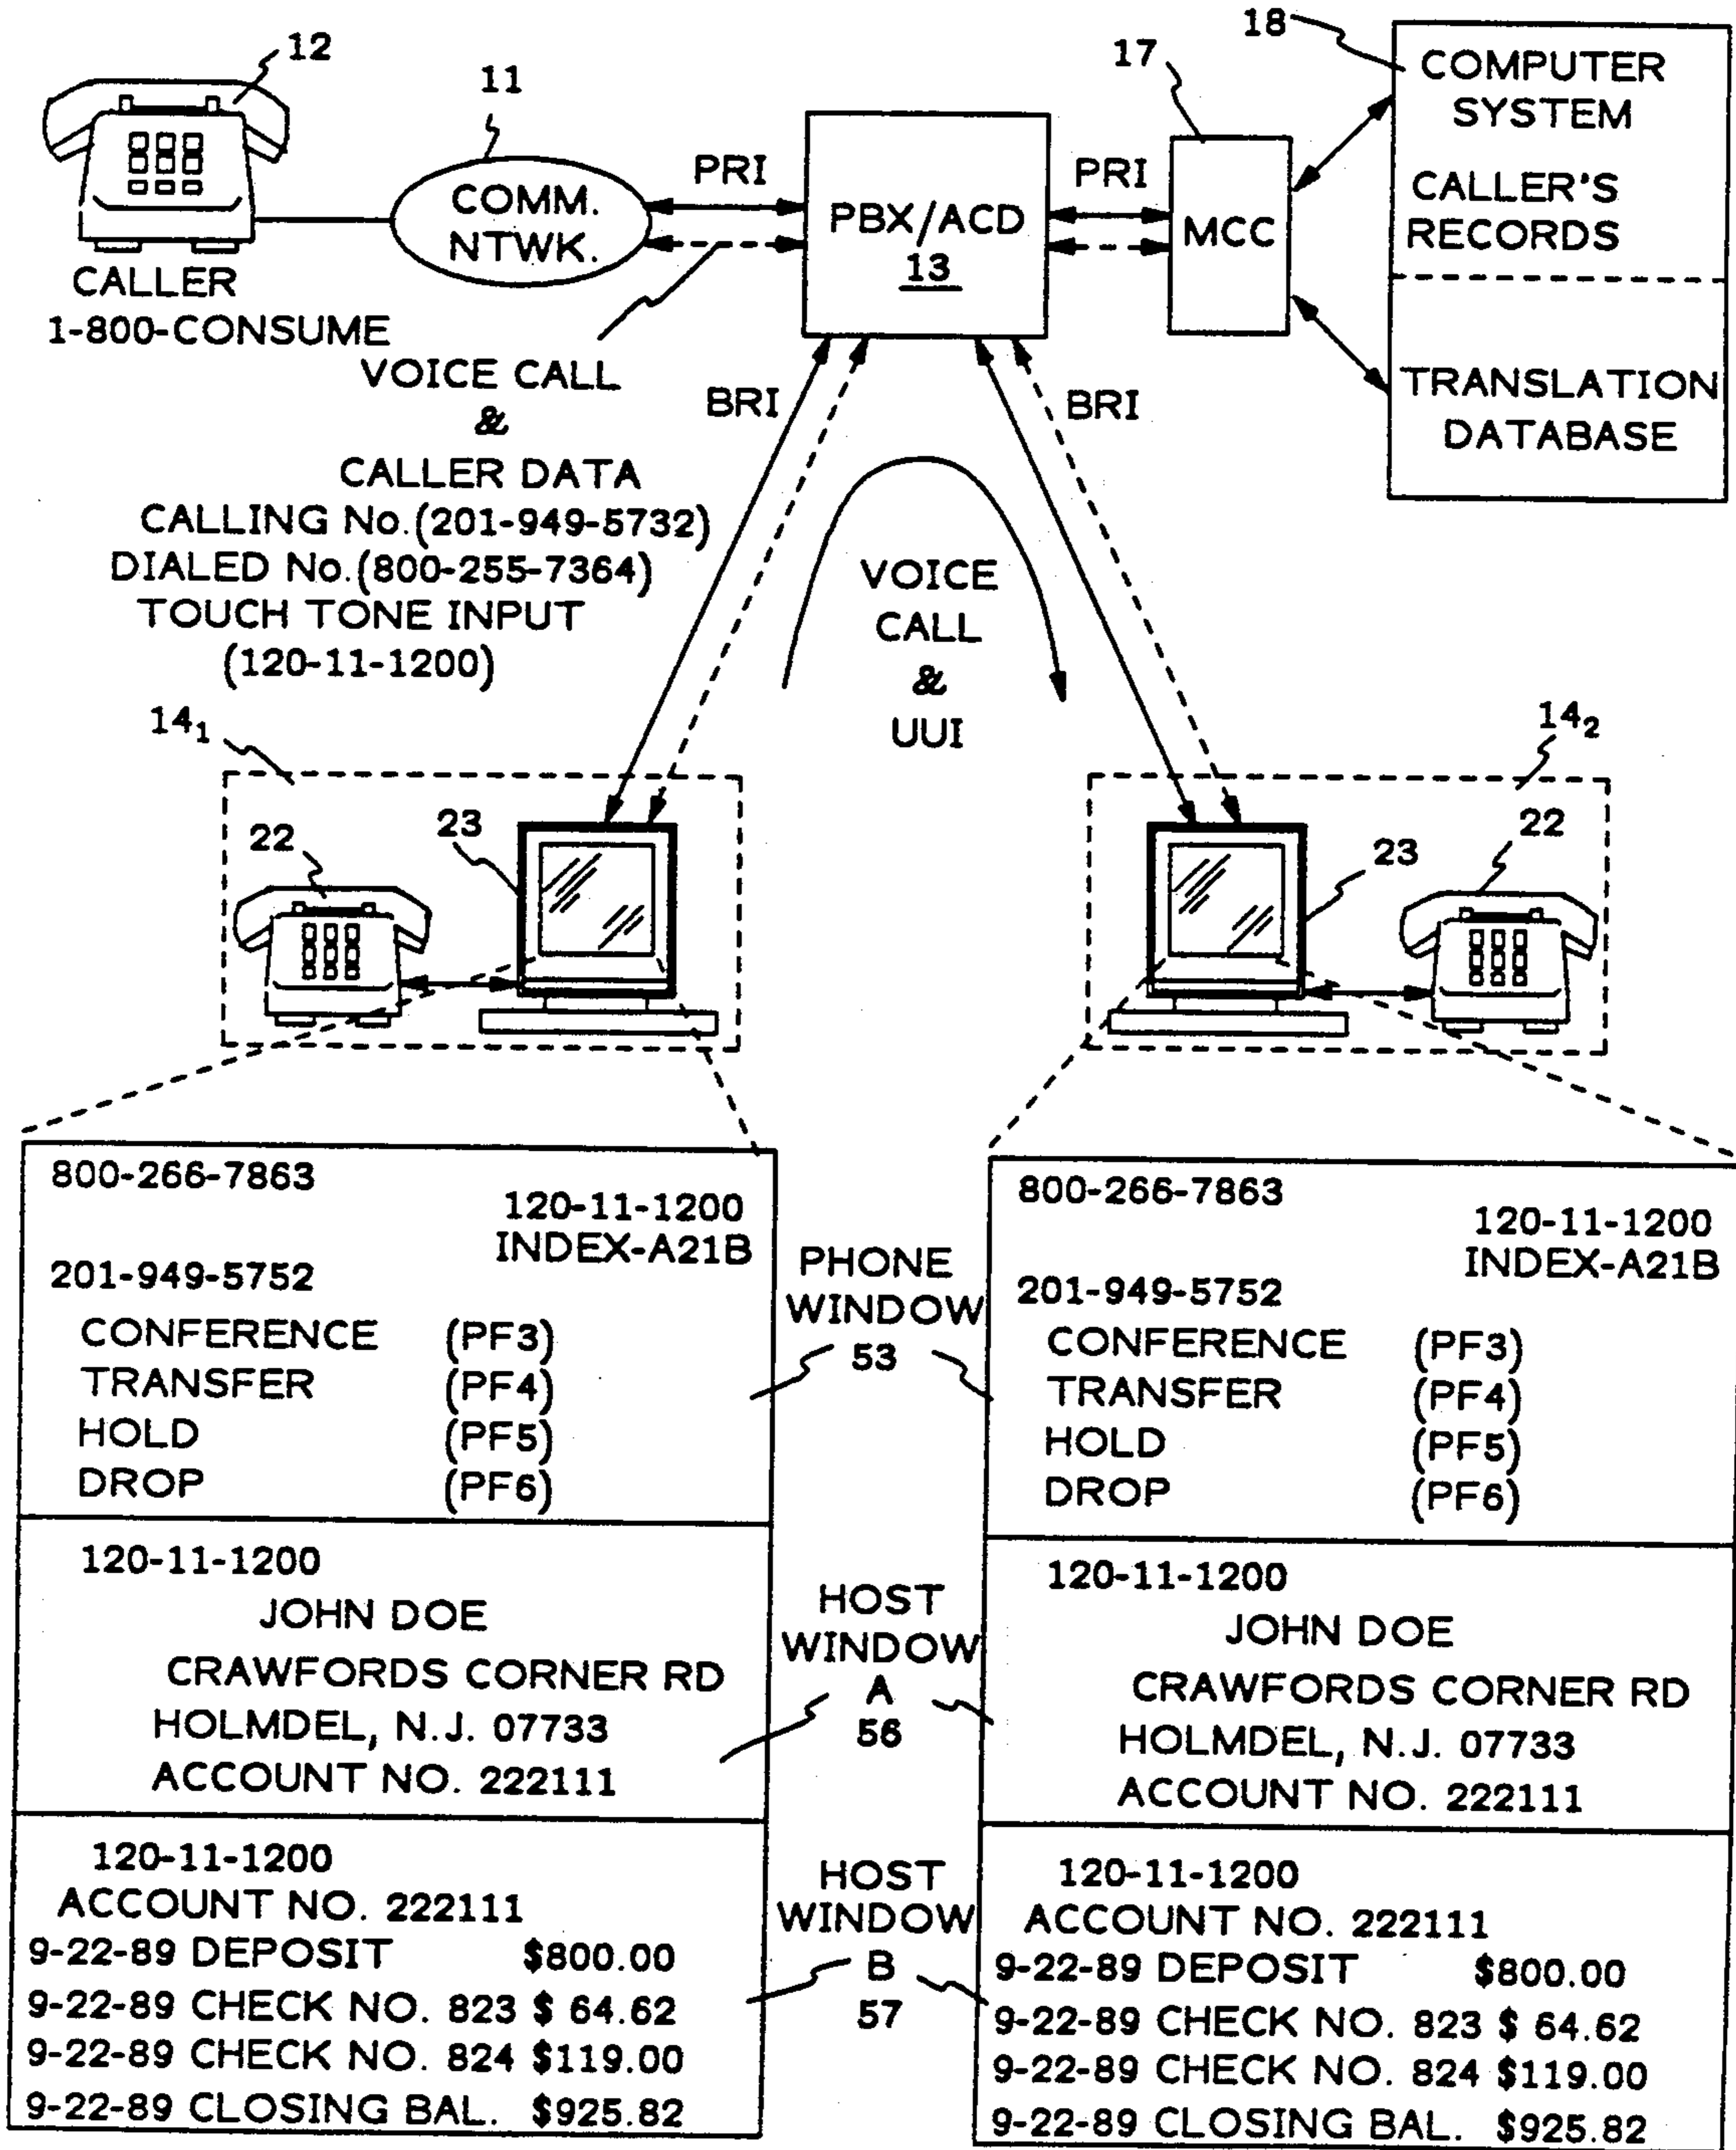 12
11
17
18
COMPUTER
SYSTEM
CALLER'S
RECORDS
TRANSLATION
DATABASE
PRI
PRI
COMM.
NTWK.
PBX/ACD
13
MCC
CALLER
1-800-CONSUME
VOICE CALL
&
CALLER DATA
CALLING No.(201-949-5732)
DIALED No.(800-255-7364)
TOUCH TONE INPUT
(120-11-1200)
BRI
BRI
VOICE
CALL
&
UUI
14₁
14₂
22
23
23
22
800-266-7863
120-11-1200
INDEX-A21B
201-949-5752
CONFERENCE (PF3)
TRANSFER (PF4)
HOLD (PF5)
DROP (PF6)
120-11-1200
JOHN DOE
CRAWFORDS CORNER RD
HOLMDEL, N.J. 07733
ACCOUNT NO. 222111
120-11-1200
ACCOUNT NO. 222111
9-22-89 DEPOSIT $800.00
9-22-89 CHECK NO. 823 $ 64.62
9-22-89 CHECK NO. 824 $119.00
9-22-89 CLOSING BAL. $925.82
PHONE
WINDOW
53
HOST
WINDOW
A
56
HOST
WINDOW
B
57
800-266-7863
120-11-1200
INDEX-A21B
201-949-5752
CONFERENCE (PF3)
TRANSFER (PF4)
HOLD (PF5)
DROP (PF6)
120-11-1200
JOHN DOE
CRAWFORDS CORNER RD
HOLMDEL, N.J. 07733
ACCOUNT NO. 222111
120-11-1200
ACCOUNT NO. 222111
9-22-89 DEPOSIT $800.00
9-22-89 CHECK NO. 823 $ 64.62
9-22-89 CHECK NO. 824 $119.00
9-22-89 CLOSING BAL. $925.82